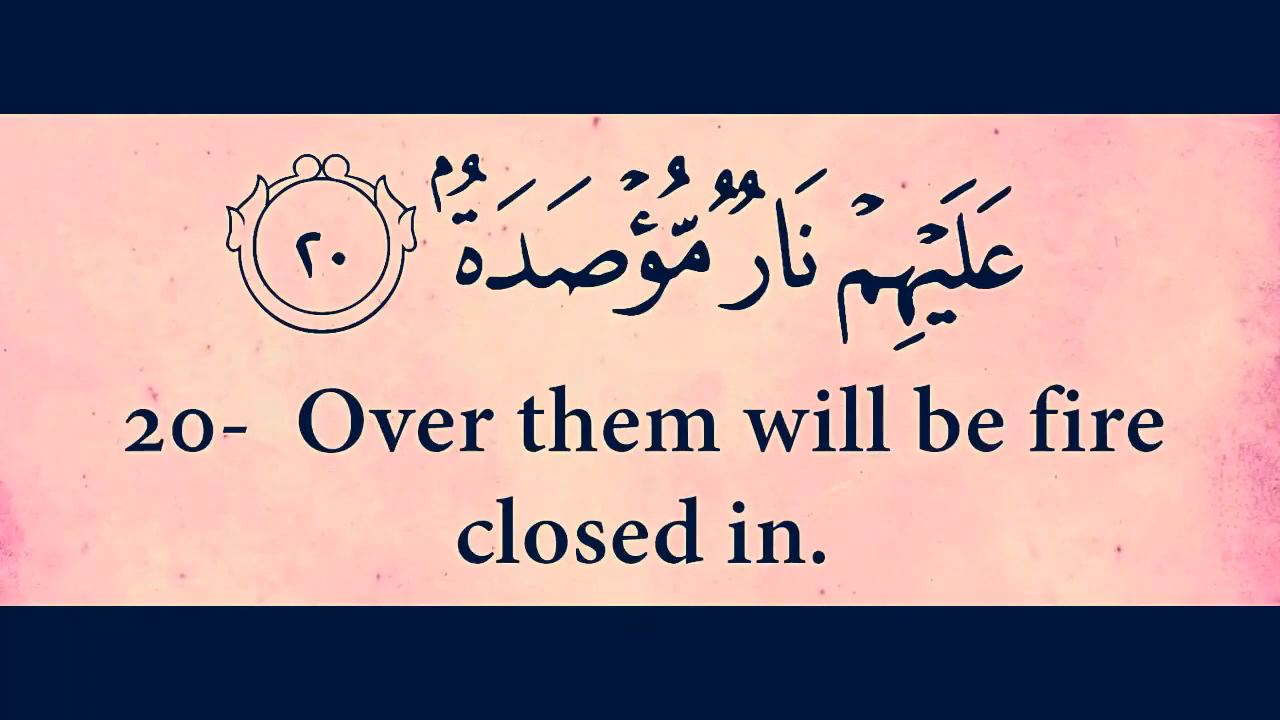 عَلَيۡهِمۡ نَارٞ مُّؤۡصَدَةُۢ ٢٠
20- Over them will be fire
closed in.